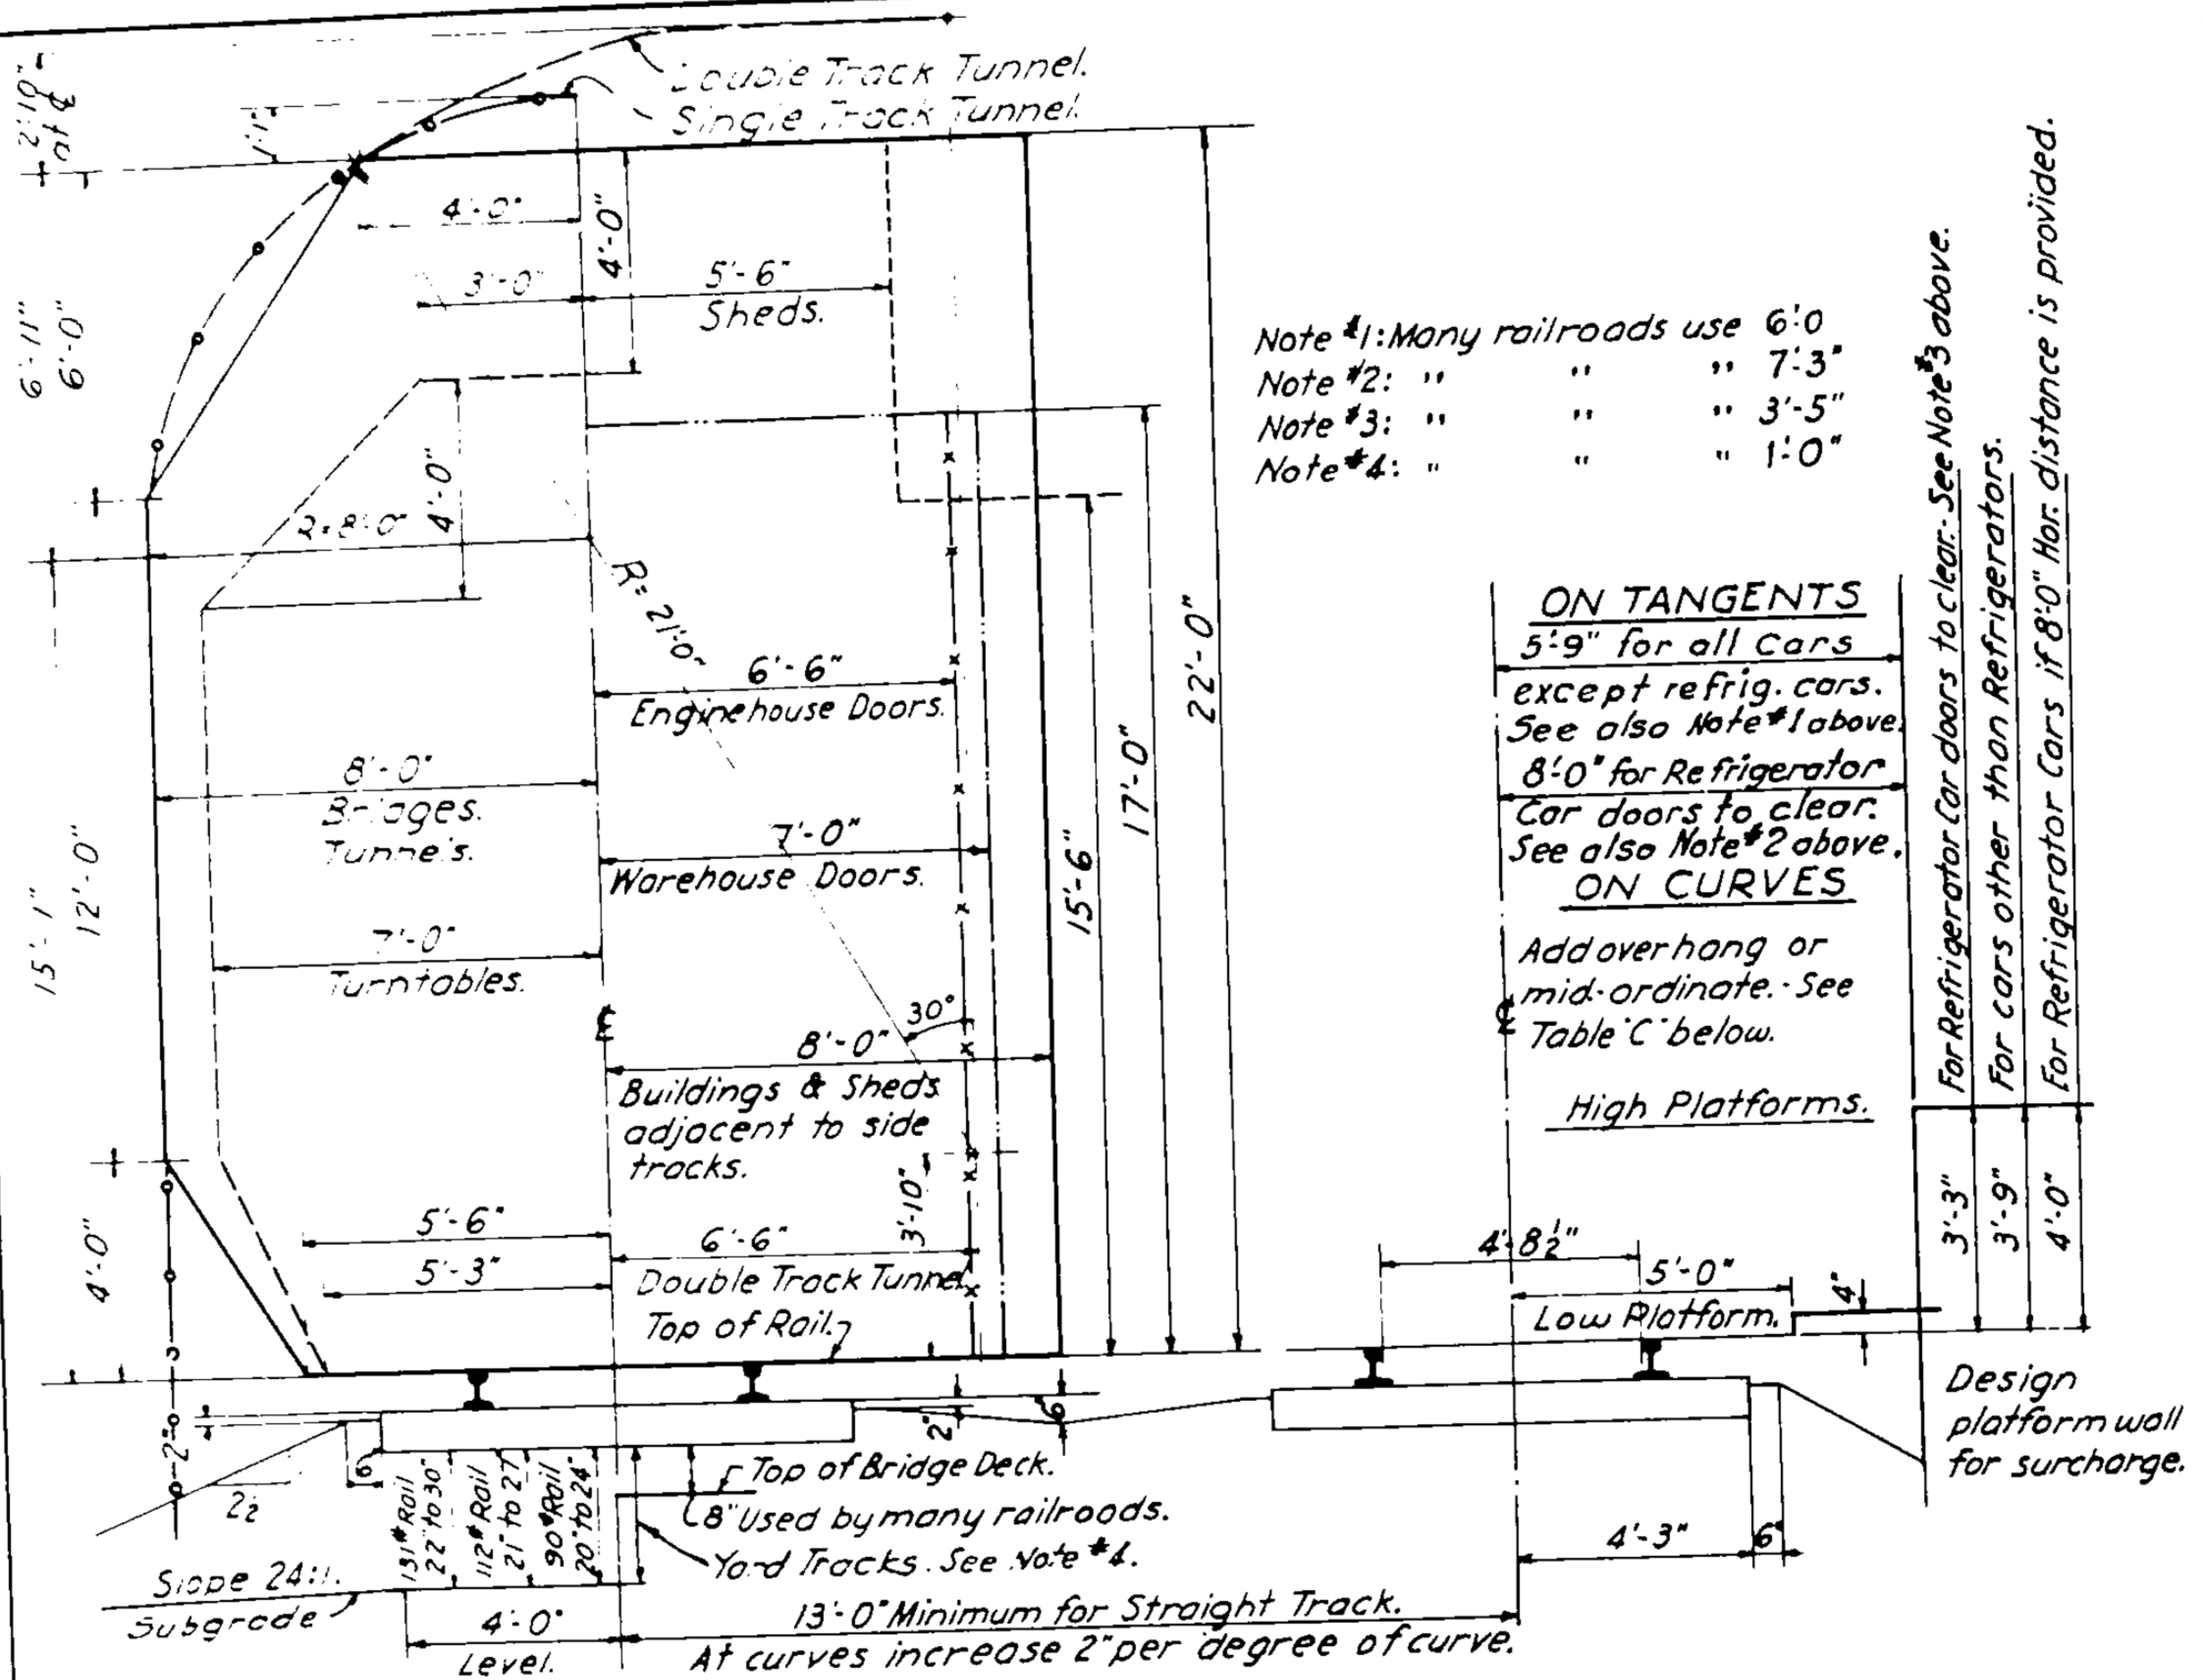 Double Track Tunnel.
Single Track Tunnel.
2'-10"
at ℄
1'-1"
4'-0"
4'-0"
3'-0"
5'-6"
Sheds.
6'-11"
6'-0"
Note #1: Many railroads use 6'-0
Note #2: " " " 7'-3"
Note #3: " " " 3'-5"
Note #4: " " " 1'-0"
4'-0"
R=8'-0"
R=21'-0"
6'-6"
Enginehouse Doors.
8'-0"
Bridges.
Tunnels.
7'-0"
Warehouse Doors.
7'-0"
Turntables.
15'-1"
12'-0"
15'-6"
17'-0"
22'-0"
℄
30°
8'-0"
Buildings & Sheds
adjacent to side
tracks.
3'-10"
5'-6"
5'-3"
6'-6"
Double Track Tunnel
Top of Rail.
4'-0"
ON TANGENTS
5'-9" for all Cars
except refrig. cars.
See also Note #1 above.
8'-0" for Refrigerator
Car doors to clear.
See also Note #2 above.
ON CURVES
Add overhang or
mid-ordinate.- See
℄
Table "C" below.
High Platforms.
For Refrigerator Car doors to clear.- See Note #3 above.
For cars other than Refrigerators.
For Refrigerator Cars if 8'-0" Hor. distance is provided.
3'-3"
3'-9"
4'-0"
4'-8½"
5'-0"
4"
Low Platform.
Design
platform wall
for surcharge.
2"
6"
2"
6"
2½
131# Rail
22" to 30"
112# Rail
21" to 27"
90# Rail
20" to 24"
Top of Bridge Deck.
8" Used by many railroads.
Yard Tracks. See Note #4.
4'-3"
6"
Slope 24:1.
Subgrade
4'-0"
Level.
13'-0" Minimum for Straight Track.
At curves increase 2" per degree of curve.